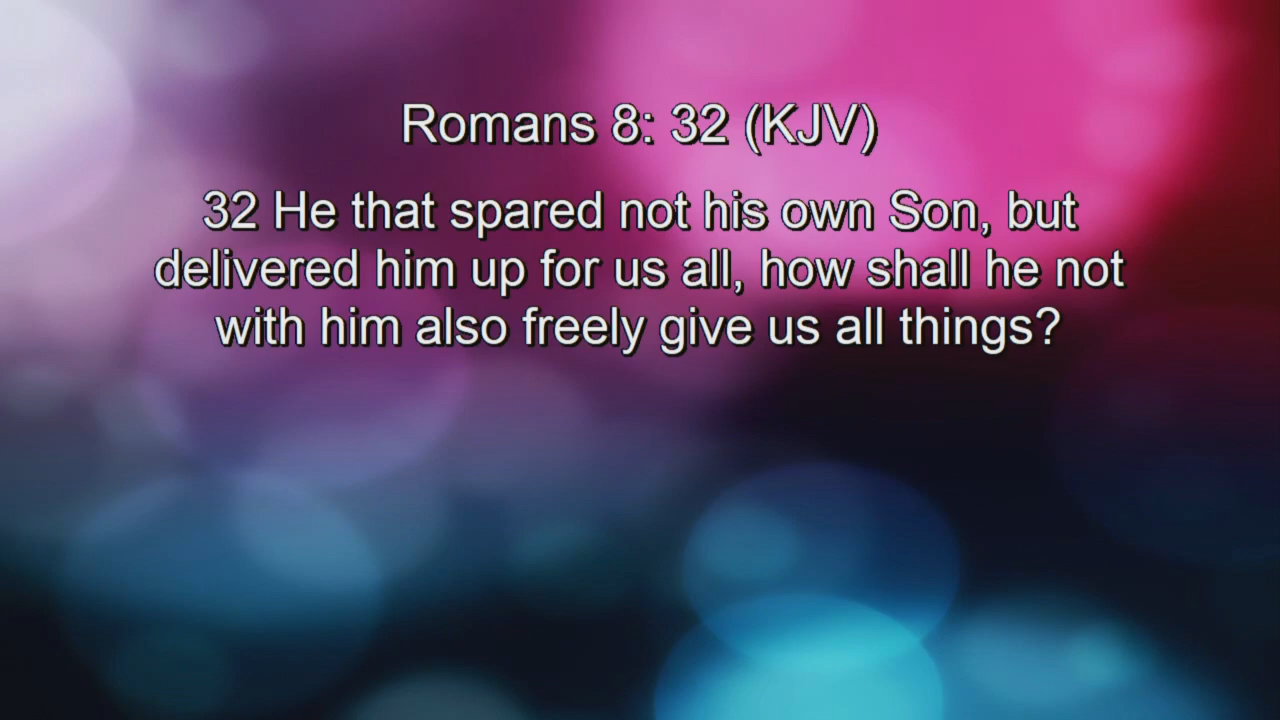 Romans 8: 32 (KJV)
32 He that spared not his own Son, but
delivered him up for us all, how shall he not
with him also freely give us all things?